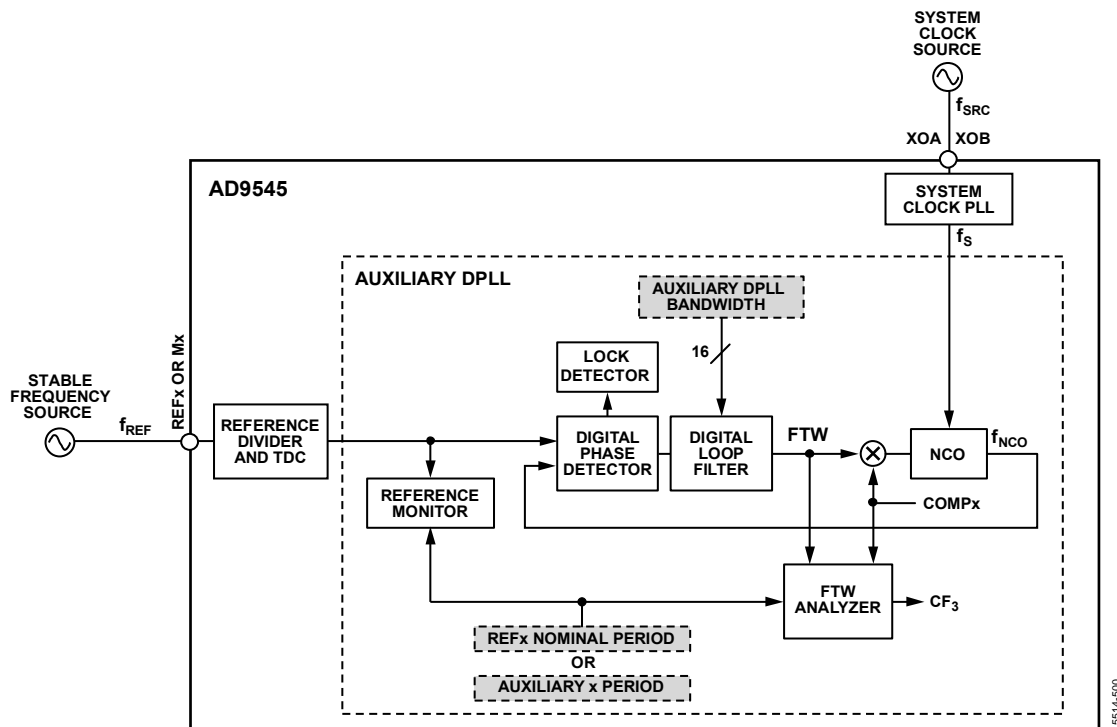 SYSTEM
CLOCK
SOURCE
fSRC
XOA XOB
AD9545
SYSTEM
CLOCK PLL
fS
AUXILIARY DPLL
AUXILIARY DPLL
BANDWIDTH
16
LOCK
DETECTOR
REFx OR Mx
STABLE
FREQUENCY
SOURCE
fREF
REFERENCE
DIVIDER
AND TDC
DIGITAL
PHASE
DETECTOR
DIGITAL
LOOP
FILTER
FTW
NCO
fNCO
REFERENCE
MONITOR
COMPx
FTW
ANALYZER
CF3
REFx NOMINAL PERIOD
OR
AUXILIARY x PERIOD